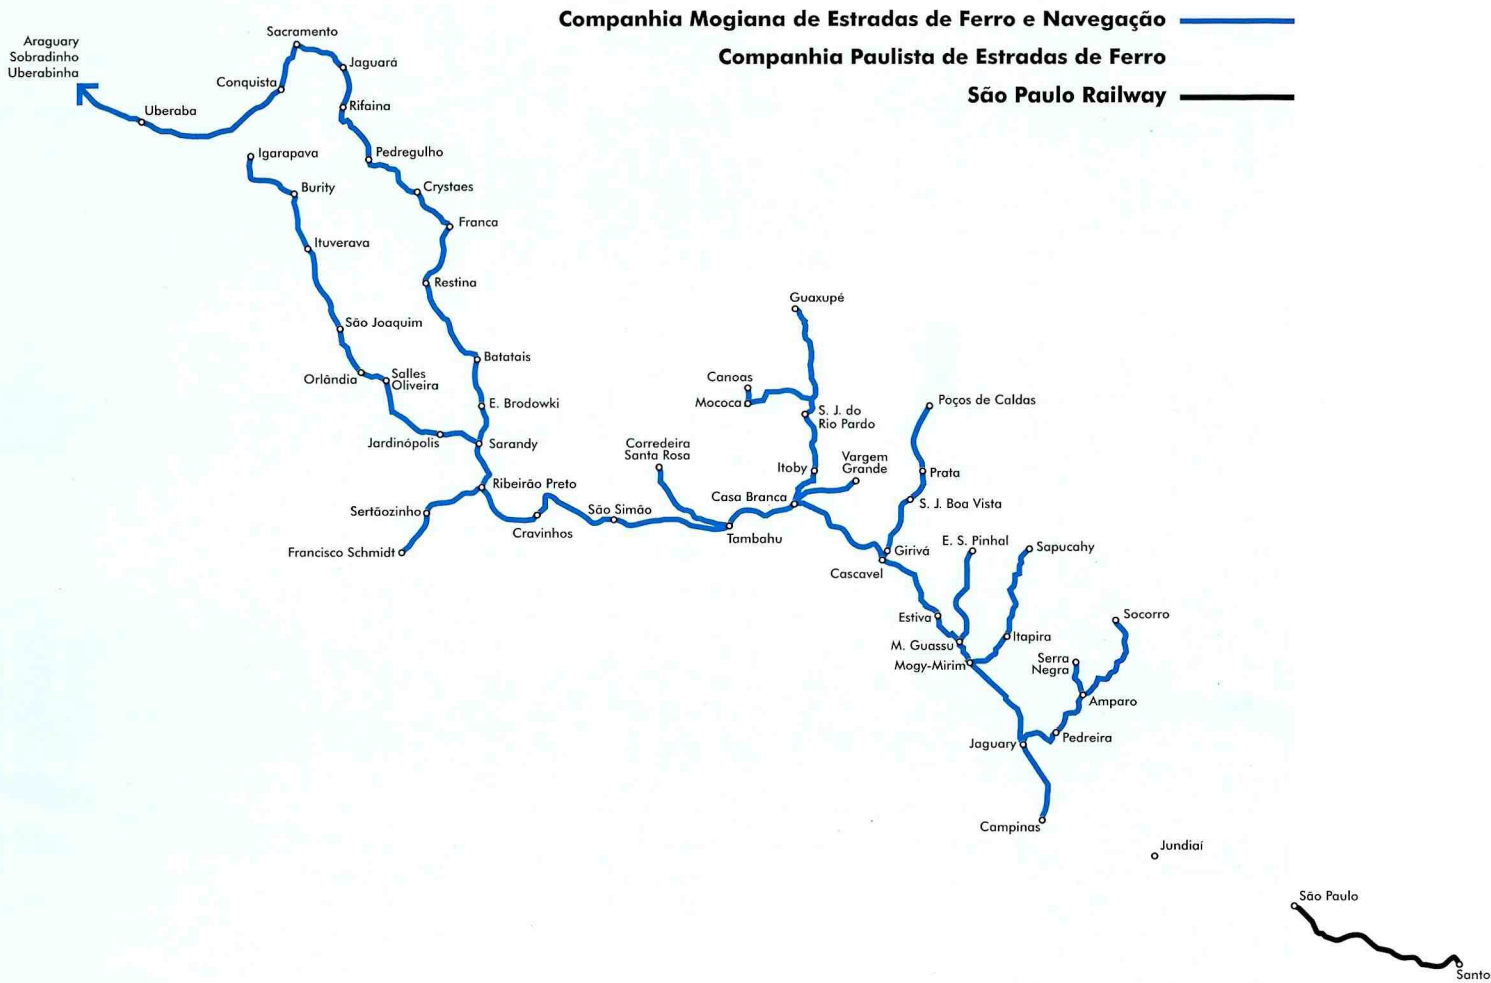 Companhia Mogiana de Estradas de Ferro e Navegação
Companhia Paulista de Estradas de Ferro
São Paulo Railway
Araguary
Sobradinho
Uberabinha
Sacramento
Jaguará
Conquista
Rifaina
Uberaba
Igarapava
Pedregulho
Burity
Crystaes
Franca
Ituverava
Restina
Guaxupé
São Joaquim
Batatais
Orlândia
Salles
Oliveira
Canoas
Mococa
E. Brodowki
Poços de Caldas
S. J. do
Rio Pardo
Jardinópolis
Sarandy
Corredeira
Santa Rosa
Itoby
Vargem
Grande
Prata
Ribeirão Preto
Casa Branca
S. J. Boa Vista
Sertãozinho
São Simão
Cravinhos
Tambahu
Francisco Schmidt
Girivá
E. S. Pinhal
Sapucahy
Cascavel
Estiva
Socorro
M. Guassu
Itapira
Mogy-Mirim
Serra
Negra
Amparo
Jaguary
Pedreira
Campinas
Jundiaí
São Paulo
Santo